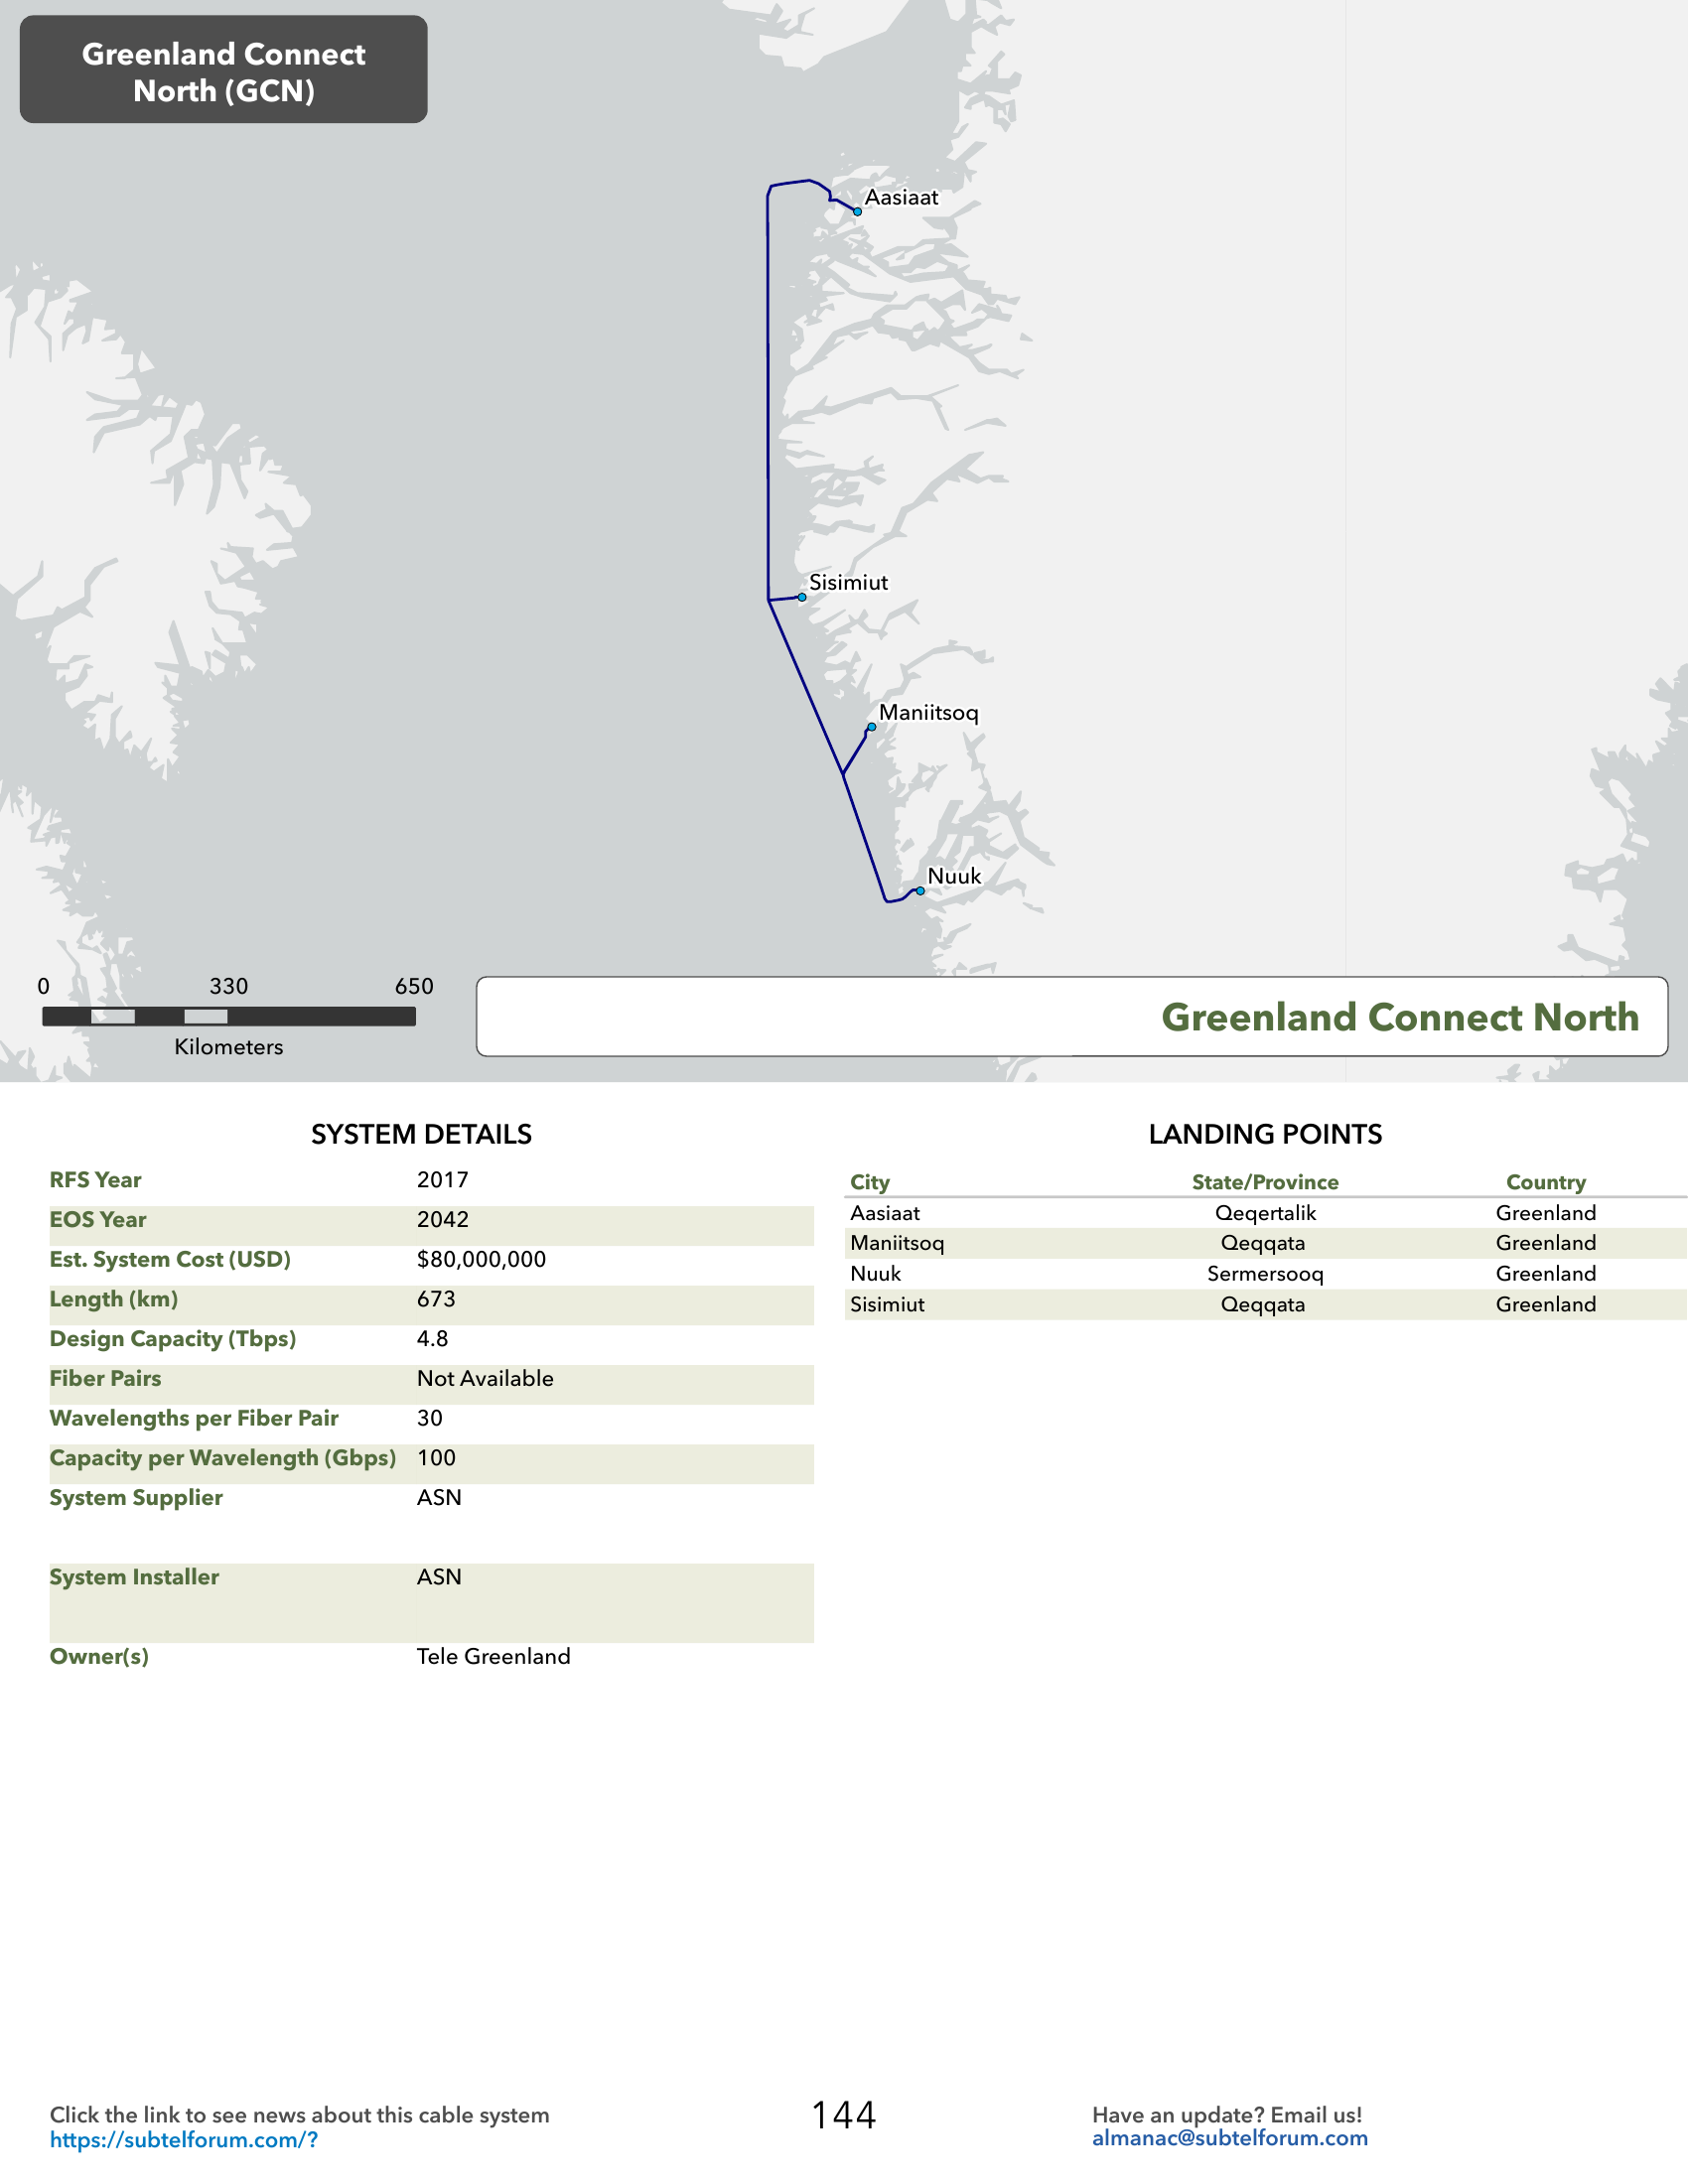 Greenland Connect
North (GCN)
Aasiaat
Sisimiut
Maniitsoq
Nuuk
0 330 650
Kilometers
Greenland Connect North
SYSTEM DETAILS
RFS Year 2017
EOS Year 2042
Est. System Cost (USD) $80,000,000
Length (km) 673
Design Capacity (Tbps) 4.8
Fiber Pairs Not Available
Wavelengths per Fiber Pair 30
Capacity per Wavelength (Gbps) 100
System Supplier ASN
System Installer ASN
Owner(s) Tele Greenland
LANDING POINTS
City State/Province Country
Aasiaat Qeqertalik Greenland
Maniitsoq Qeqqata Greenland
Nuuk Sermersooq Greenland
Sisimiut Qeqqata Greenland
Click the link to see news about this cable system
https://subtelforum.com/?
144
Have an update? Email us!
almanac@subtelforum.com